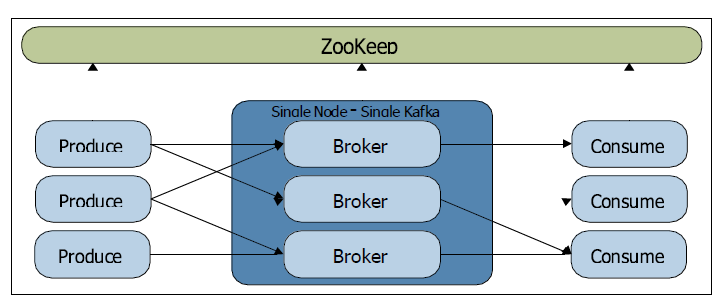 ZooKeep
Single Node - Single Kafka
Produce
Broker
Consume
Produce
Broker
Consume
Produce
Broker
Consume